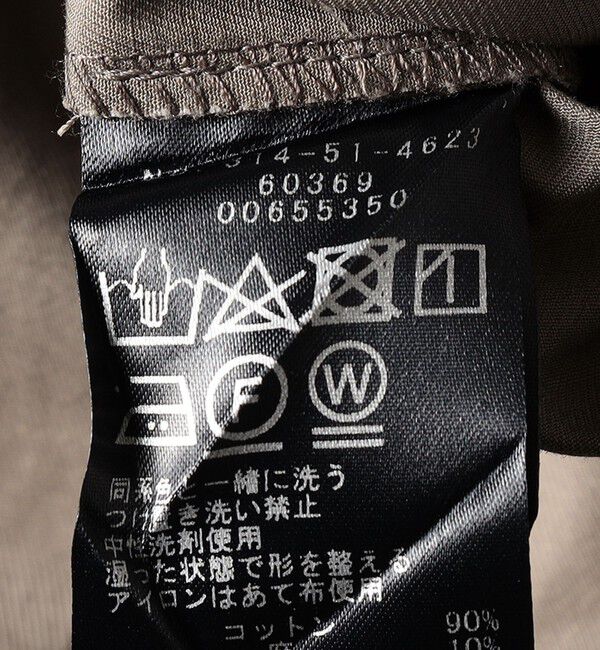 314-51-4623
60369
00655350
F W
同系色と一緒に洗う
つけ置き洗い禁止
中性洗剤使用
湿った状態で形を整える
アイロンはあて布使用
コットン 90%
10%